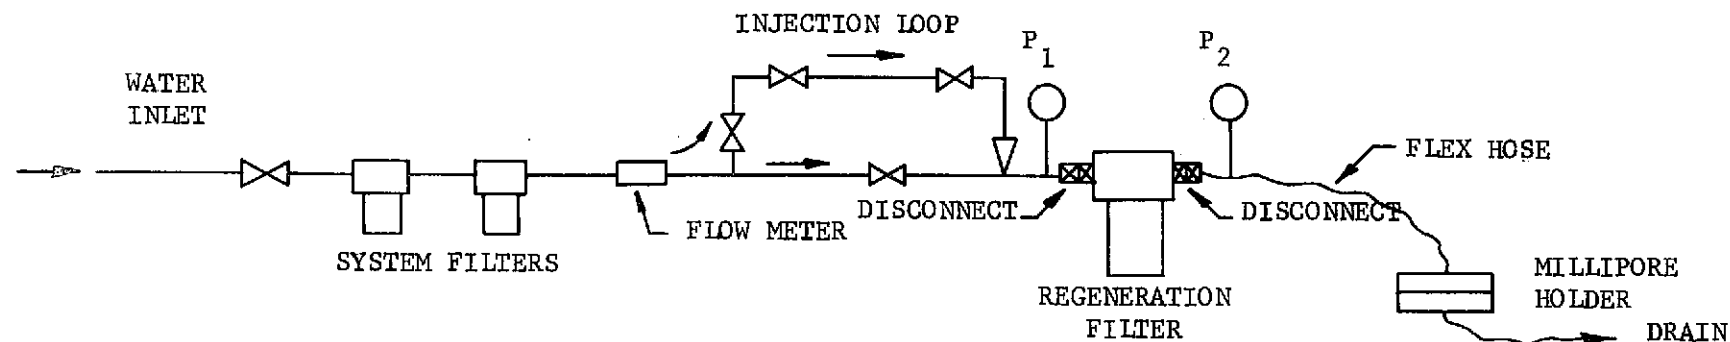 INJECTION LOOP
P1
P2
WATER
INLET
FLEX HOSE
DISCONNECT
DISCONNECT
FLOW METER
SYSTEM FILTERS
MILLIPORE
HOLDER
REGENERATION
FILTER
DRAIN